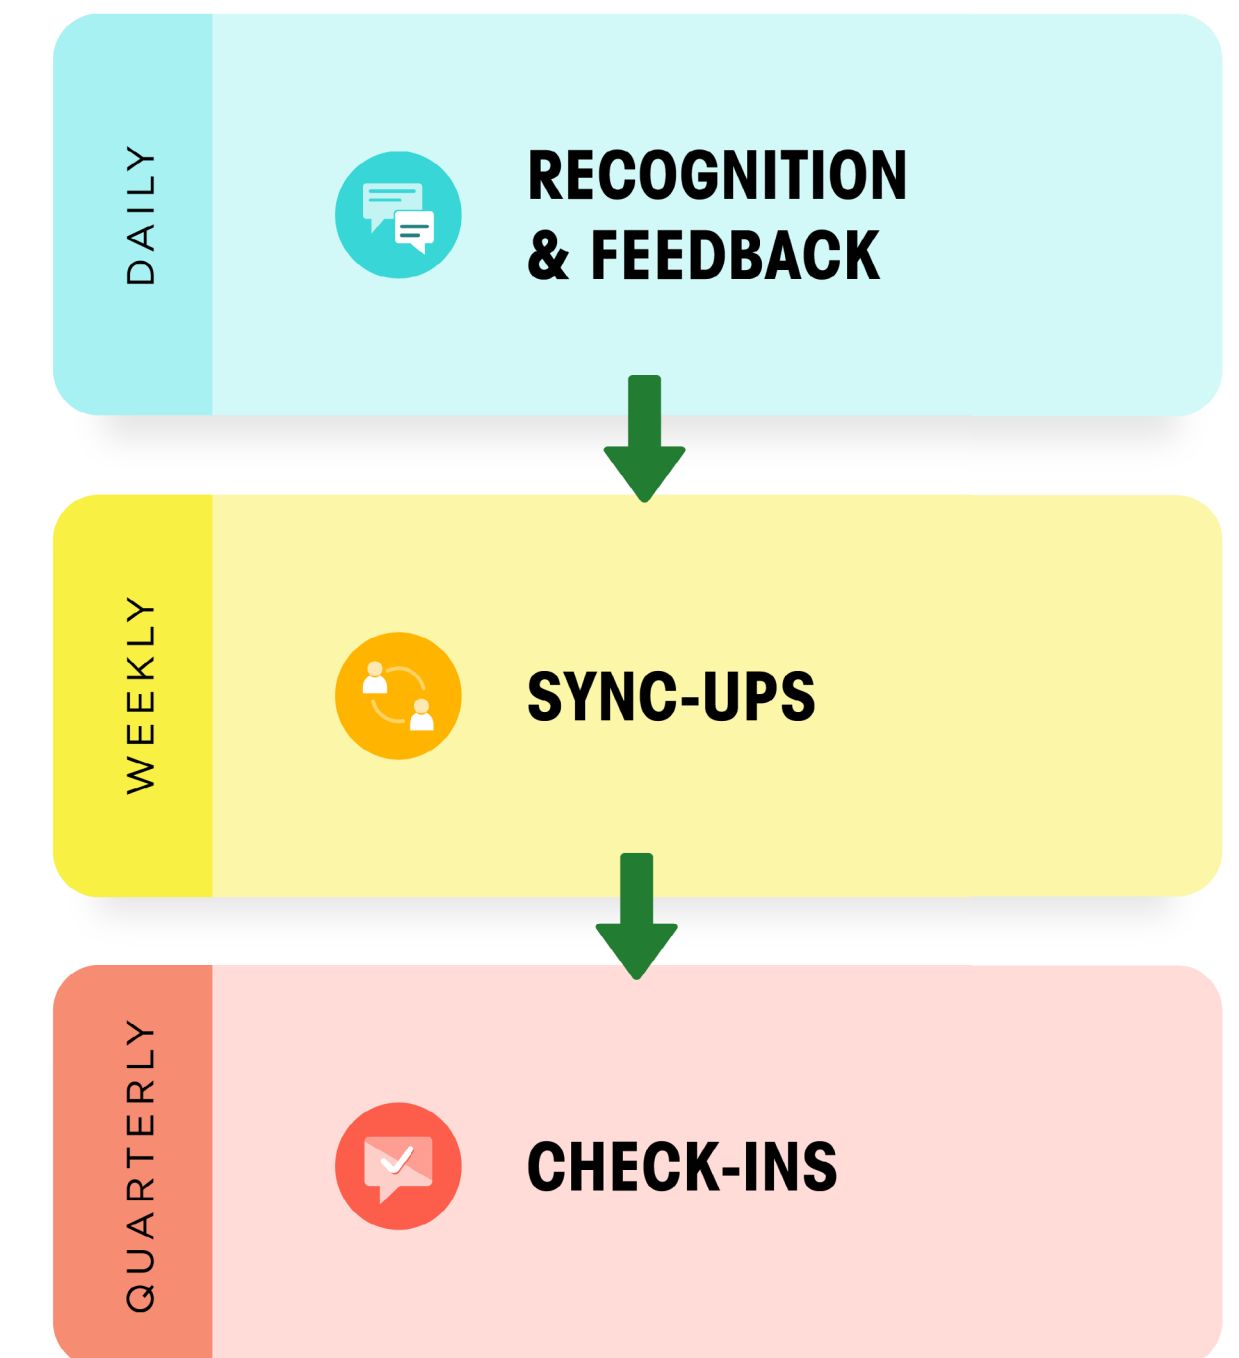 DAILY
RECOGNITION
& FEEDBACK
WEEKLY
SYNC-UPS
QUARTERLY
CHECK-INS